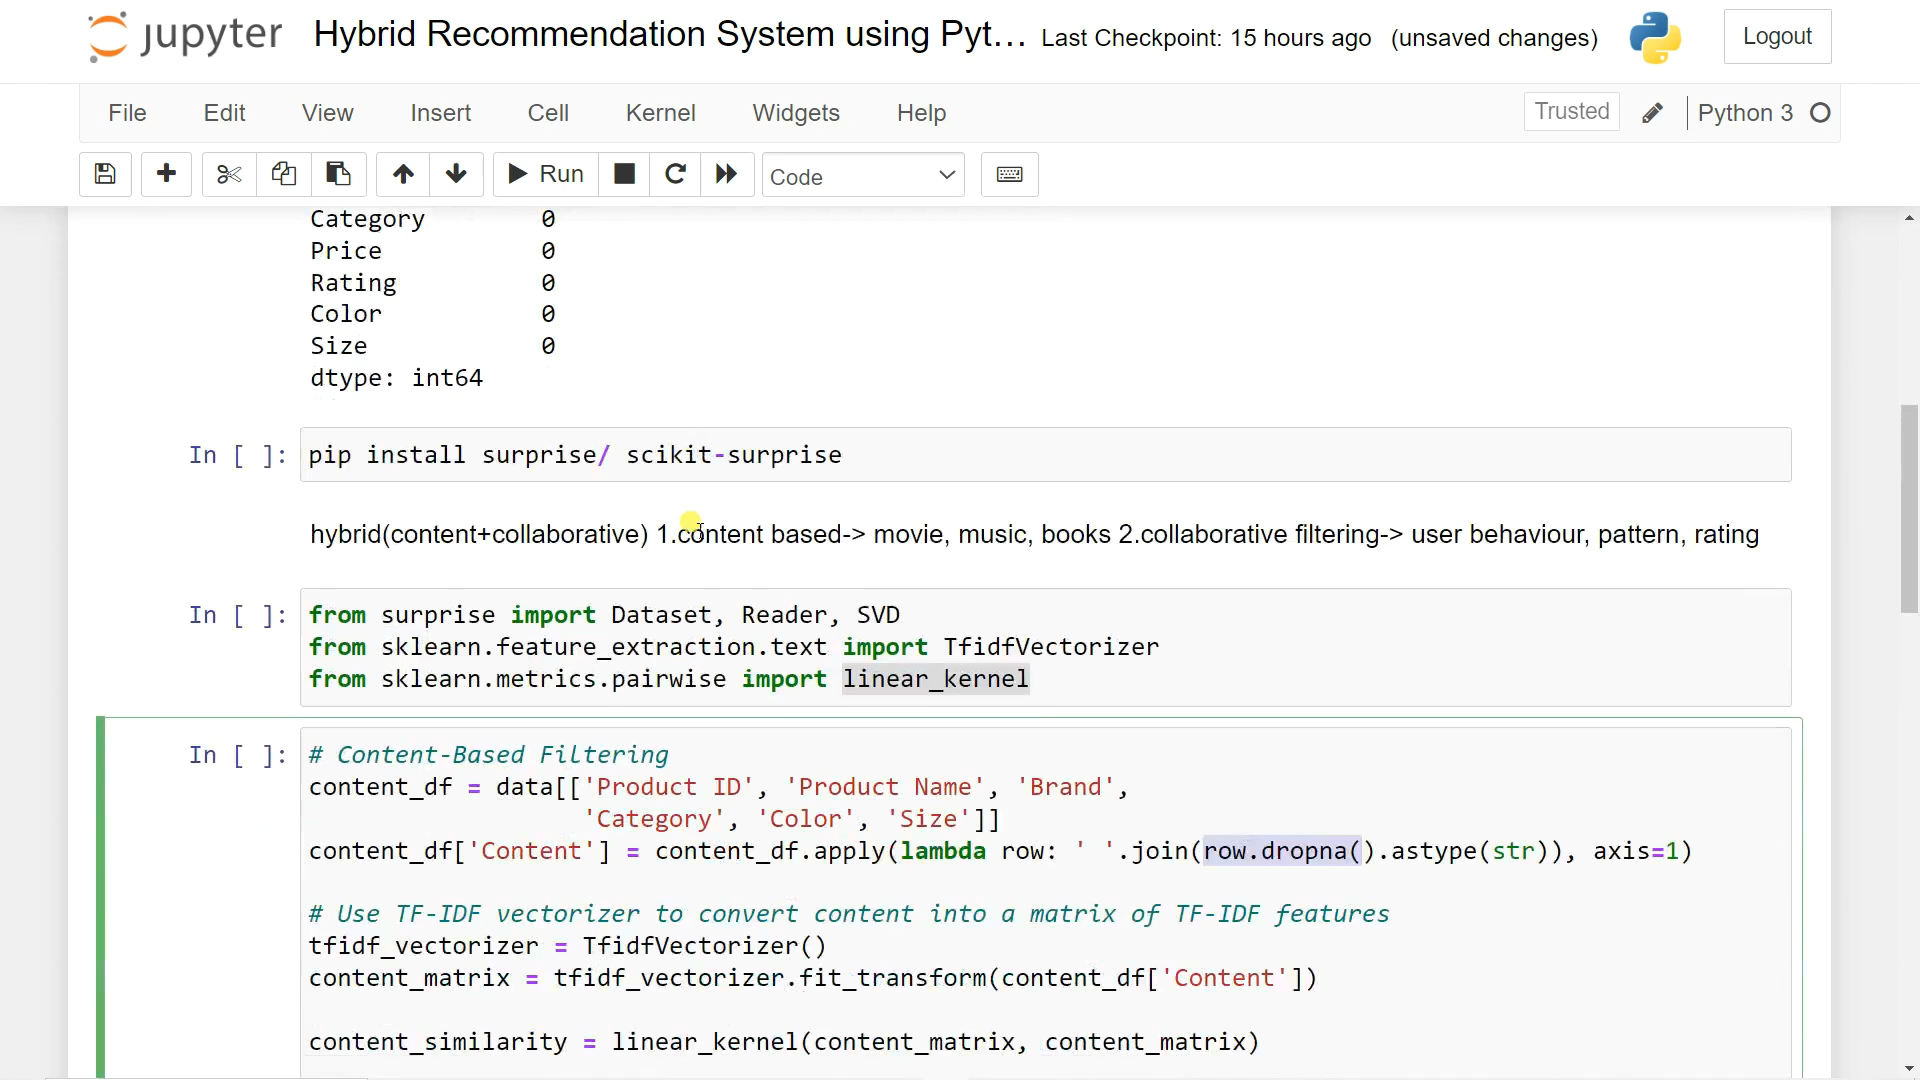 jupyter Hybrid Recommendation System using Pyt... Last Checkpoint: 15 hours ago (unsaved changes) Logout
File Edit View Insert Cell Kernel Widgets Help Trusted Python 3
Run Code
Category 0
Price 0
Rating 0
Color 0
Size 0
dtype: int64
In [ ]: pip install surprise/ scikit-surprise
hybrid(content+collaborative) 1.content based-> movie, music, books 2.collaborative filtering-> user behaviour, pattern, rating
In [ ]: from surprise import Dataset, Reader, SVD
from sklearn.feature_extraction.text import TfidfVectorizer
from sklearn.metrics.pairwise import linear_kernel
In [ ]: # Content-Based Filtering
content_df = data[['Product ID', 'Product Name', 'Brand',
'Category', 'Color', 'Size']]
content_df['Content'] = content_df.apply(lambda row: ' '.join(row.dropna().astype(str)), axis=1)
# Use TF-IDF vectorizer to convert content into a matrix of TF-IDF features
tfidf_vectorizer = TfidfVectorizer()
content_matrix = tfidf_vectorizer.fit_transform(content_df['Content'])
content_similarity = linear_kernel(content_matrix, content_matrix)